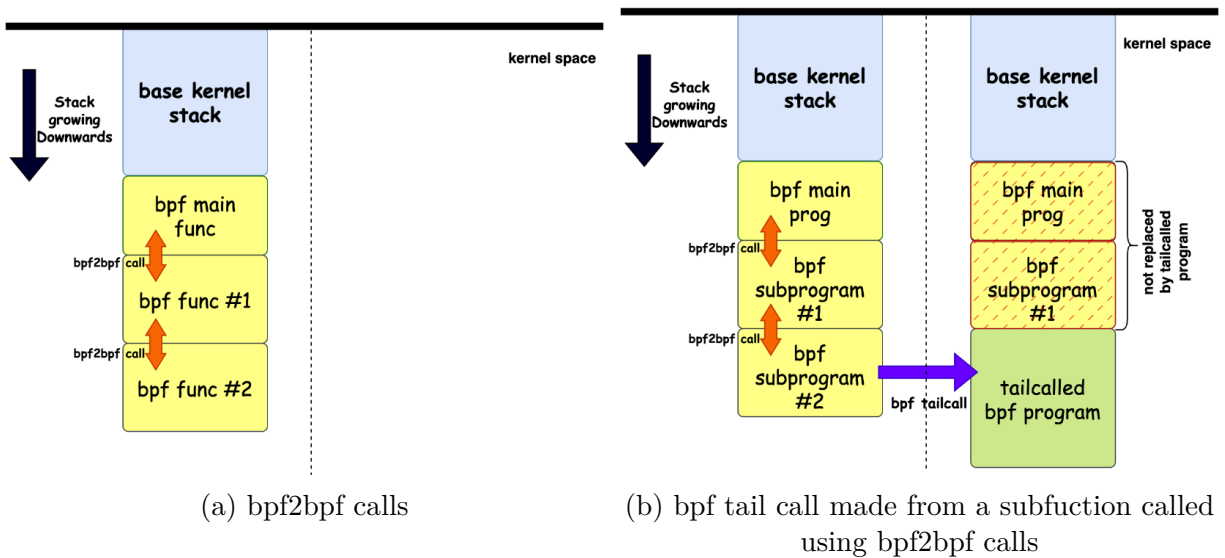 kernel space
base kernel
stack
Stack
growing
Downwards
bpf main
func
bpf2bpf call
bpf func #1
bpf2bpf call
bpf func #2
(a) bpf2bpf calls
kernel space
base kernel
stack
base kernel
stack
Stack
growing
Downwards
bpf main
prog
bpf main
prog
bpf2bpf call
bpf
subprogram
#1
bpf
subprogram
#1
not replaced
by tailcalled
program
bpf2bpf call
bpf
subprogram
#2
bpf tailcall
tailcalled
bpf program
(b) bpf tail call made from a subfuction called
using bpf2bpf calls